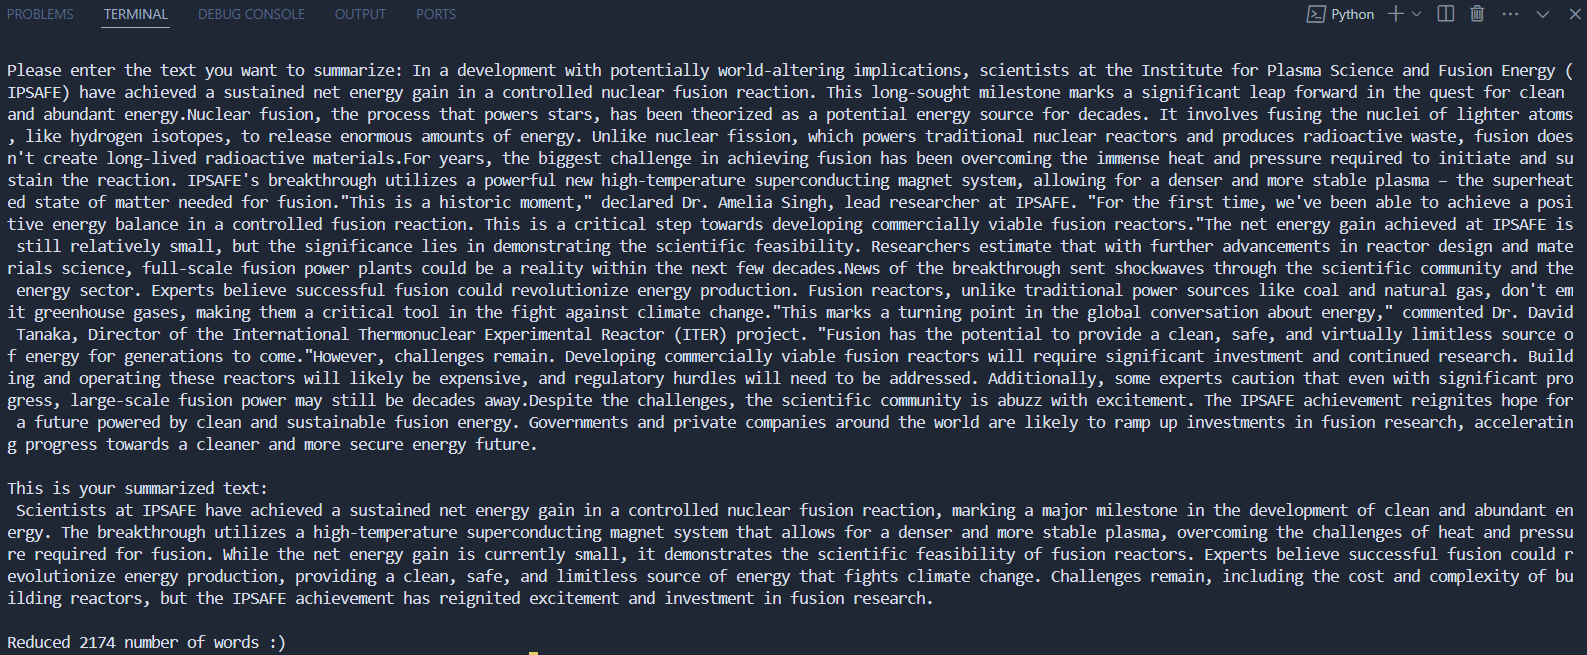 PROBLEMS TERMINAL DEBUG CONSOLE OUTPUT PORTS Python
Please enter the text you want to summarize: In a development with potentially world-altering implications, scientists at the Institute for Plasma Science and Fusion Energy (
IPSAFE) have achieved a sustained net energy gain in a controlled nuclear fusion reaction. This long-sought milestone marks a significant leap forward in the quest for clean
and abundant energy.Nuclear fusion, the process that powers stars, has been theorized as a potential energy source for decades. It involves fusing the nuclei of lighter atoms
, like hydrogen isotopes, to release enormous amounts of energy. Unlike nuclear fission, which powers traditional nuclear reactors and produces radioactive waste, fusion does
n't create long-lived radioactive materials.For years, the biggest challenge in achieving fusion has been overcoming the immense heat and pressure required to initiate and su
stain the reaction. IPSAFE's breakthrough utilizes a powerful new high-temperature superconducting magnet system, allowing for a denser and more stable plasma – the superheat
ed state of matter needed for fusion."This is a historic moment," declared Dr. Amelia Singh, lead researcher at IPSAFE. "For the first time, we've been able to achieve a posi
tive energy balance in a controlled fusion reaction. This is a critical step towards developing commercially viable fusion reactors."The net energy gain achieved at IPSAFE is
still relatively small, but the significance lies in demonstrating the scientific feasibility. Researchers estimate that with further advancements in reactor design and mate
rials science, full-scale fusion power plants could be a reality within the next few decades.News of the breakthrough sent shockwaves through the scientific community and the
energy sector. Experts believe successful fusion could revolutionize energy production. Fusion reactors, unlike traditional power sources like coal and natural gas, don't em
it greenhouse gases, making them a critical tool in the fight against climate change."This marks a turning point in the global conversation about energy," commented Dr. David
Tanaka, Director of the International Thermonuclear Experimental Reactor (ITER) project. "Fusion has the potential to provide a clean, safe, and virtually limitless source o
f energy for generations to come."However, challenges remain. Developing commercially viable fusion reactors will require significant investment and continued research. Build
ing and operating these reactors will likely be expensive, and regulatory hurdles will need to be addressed. Additionally, some experts caution that even with significant pro
gress, large-scale fusion power may still be decades away.Despite the challenges, the scientific community is abuzz with excitement. The IPSAFE achievement reignites hope for
a future powered by clean and sustainable fusion energy. Governments and private companies around the world are likely to ramp up investments in fusion research, acceleratin
g progress towards a cleaner and more secure energy future.
This is your summarized text:
Scientists at IPSAFE have achieved a sustained net energy gain in a controlled nuclear fusion reaction, marking a major milestone in the development of clean and abundant en
ergy. The breakthrough utilizes a high-temperature superconducting magnet system that allows for a denser and more stable plasma, overcoming the challenges of heat and pressu
re required for fusion. While the net energy gain is currently small, it demonstrates the scientific feasibility of fusion reactors. Experts believe successful fusion could r
evolutionize energy production, providing a clean, safe, and limitless source of energy that fights climate change. Challenges remain, including the cost and complexity of bu
ilding reactors, but the IPSAFE achievement has reignited excitement and investment in fusion research.
Reduced 2174 number of words :)